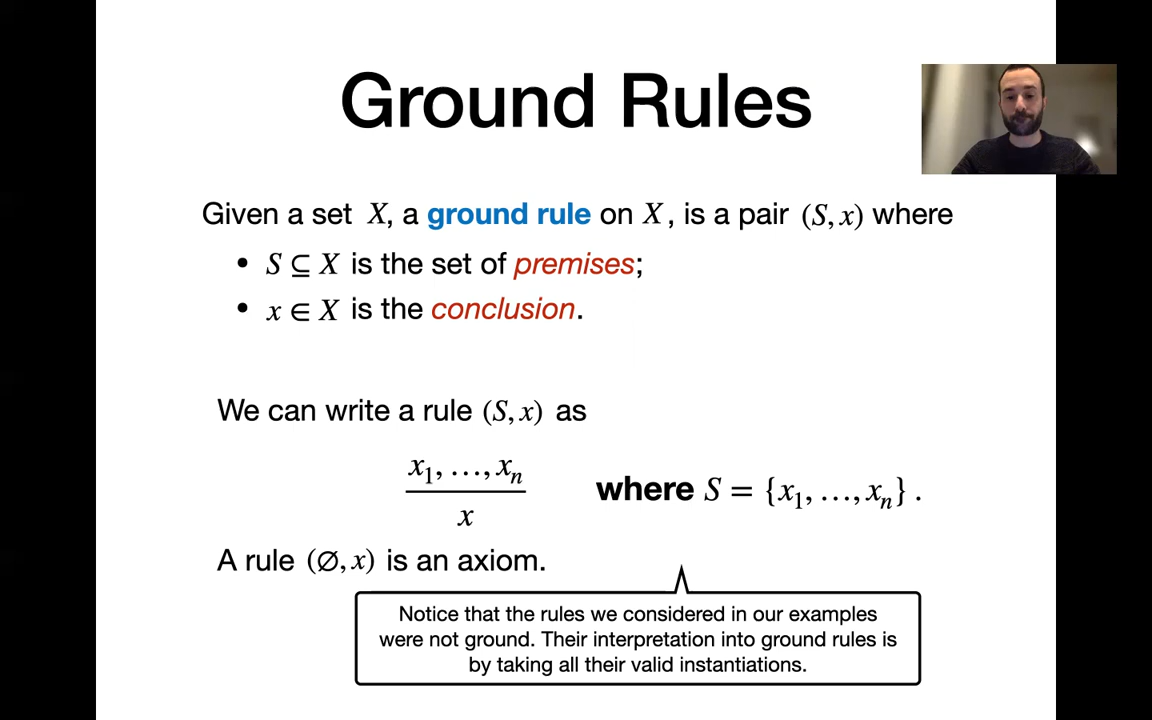 Ground Rules
Given a set X, a ground rule on X, is a pair (S, x) where
• S ⊆ X is the set of premises;
• x ∈ X is the conclusion.
We can write a rule (S, x) as
x₁, …, xₙ
x
where S = {x₁, …, xₙ} .
A rule (∅, x) is an axiom.
Notice that the rules we considered in our examples
were not ground. Their interpretation into ground rules is
by taking all their valid instantiations.